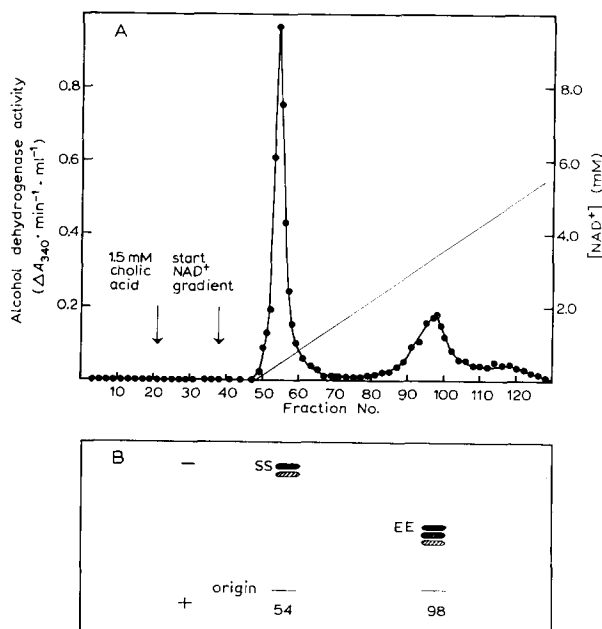 A
Alcohol dehydrogenase activity
(ΔA340· min⁻¹· ml⁻¹)
0.8
0.6
0.4
0.2
8.0
6.0
4.0
2.0
[NAD⁺] (mM)
1.5 mM
cholic
acid
start
NAD⁺
gradient
10 20 30 40 50 60 70 80 90 100 110 120
Fraction No.
B
−
SS
EE
origin
+
54
98